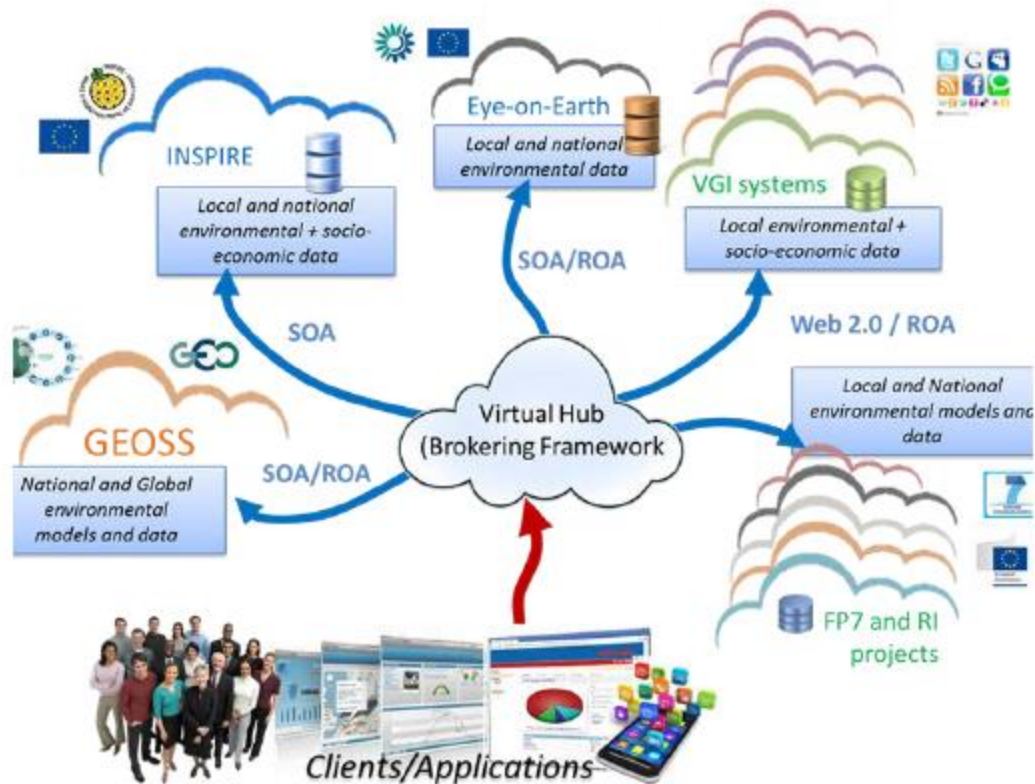 Eye-on-Earth
Local and national
environmental data
INSPIRE
Local and national
environmental + socio-
economic data
VGI systems
Local environmental +
socio-economic data
SOA/ROA
SOA
Web 2.0 / ROA
GEO
GEOSS
National and Global
environmental
models and data
SOA/ROA
Virtual Hub
(Brokering Framework
Local and National
environmental models and
data
7
FP7 and RI
projects
Clients/Applications